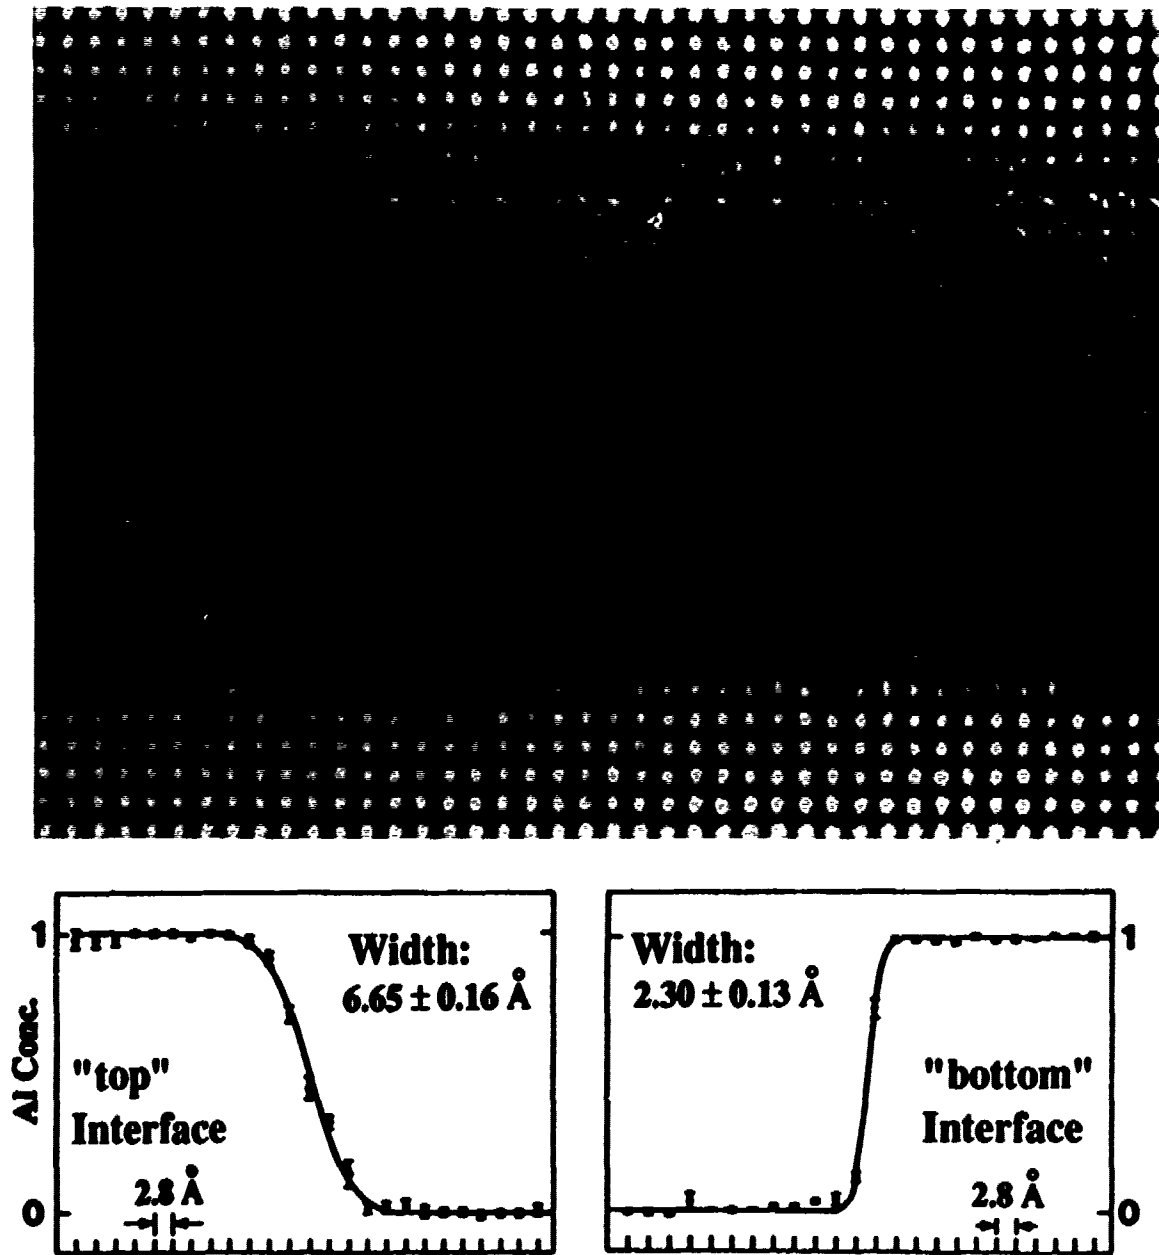 1
Width:
6.65 ± 0.16 Å
Al Conc.
"top"
Interface
2.8 Å
0
Width:
2.30 ± 0.13 Å
1
"bottom"
Interface
2.8 Å
0